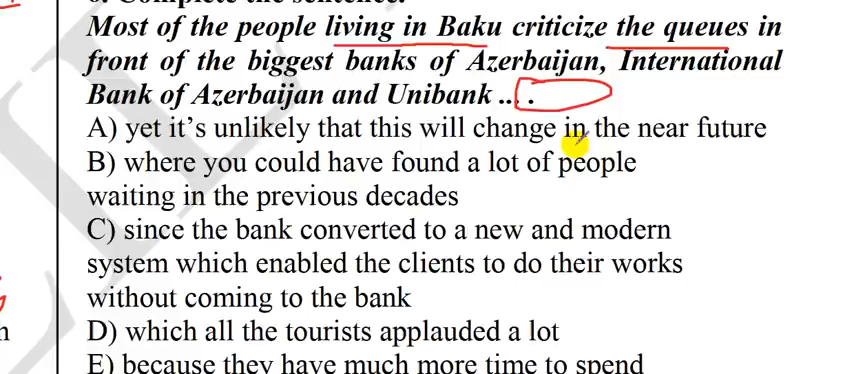 6. Complete the sentence.
Most of the people living in Baku criticize the queues in
front of the biggest banks of Azerbaijan, International
Bank of Azerbaijan and Unibank ... .
A) yet it's unlikely that this will change in the near future
B) where you could have found a lot of people
waiting in the previous decades
C) since the bank converted to a new and modern
system which enabled the clients to do their works
without coming to the bank
D) which all the tourists applauded a lot
E) because they have much more time to spend